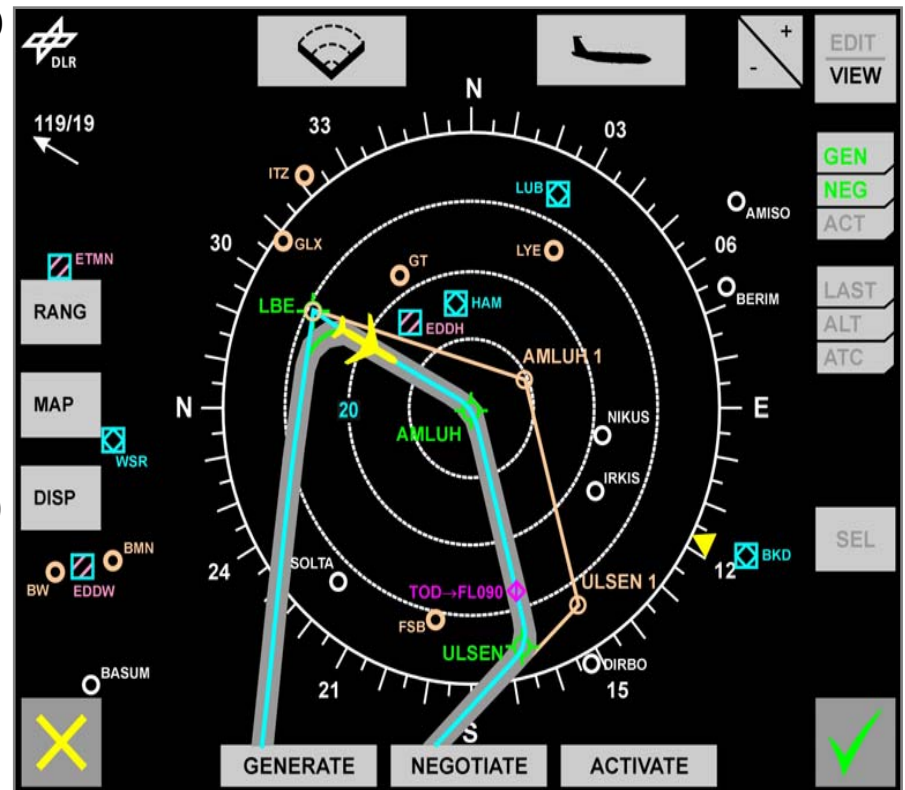 DLR
EDIT
VIEW
+
-
119/19
N
33
03
ITZ
LUB
GEN
NEG
ACT
AMISO
30
GLX
LYE
06
ETMN
GT
BERIM
RANG
LBE
HAM
EDDH
LAST
ALT
ATC
AMLUH 1
MAP
N
20
E
AMLUH
NIKUS
WSR
DISP
IRKIS
SEL
BMN
BW
EDDW
24
SOLTA
12
BKD
TOD→FL090
ULSEN 1
FSB
ULSEN
DIRBO
BASUM
21
15
S
GENERATE
NEGOTIATE
ACTIVATE